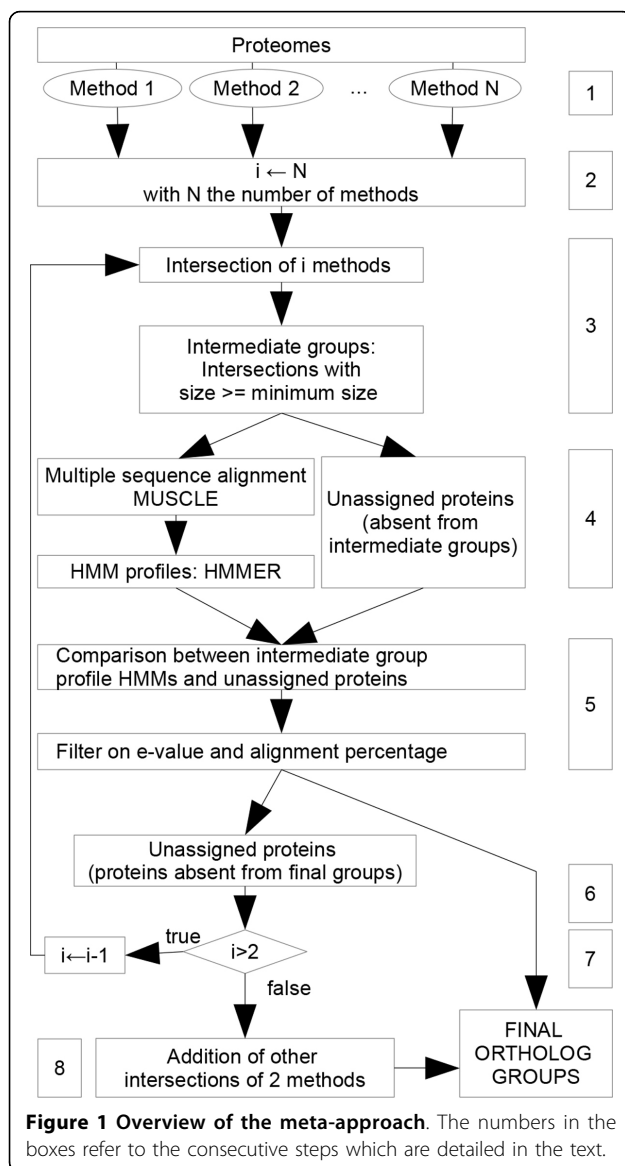 Proteomes
Method 1
Method 2
...
Method N
1
i ← N
with N the number of methods
2
Intersection of i methods
Intermediate groups:
Intersections with
size >= minimum size
3
Multiple sequence alignment
MUSCLE
HMM profiles: HMMER
Unassigned proteins
(absent from
intermediate groups)
4
Comparison between intermediate group
profile HMMs and unassigned proteins
Filter on e-value and alignment percentage
5
Unassigned proteins
(proteins absent from final groups)
6
true
i←i-1
i>2
7
false
8
Addition of other
intersections of 2 methods
FINAL
ORTHOLOG
GROUPS
Figure 1 Overview of the meta-approach. The numbers in the
boxes refer to the consecutive steps which are detailed in the text.